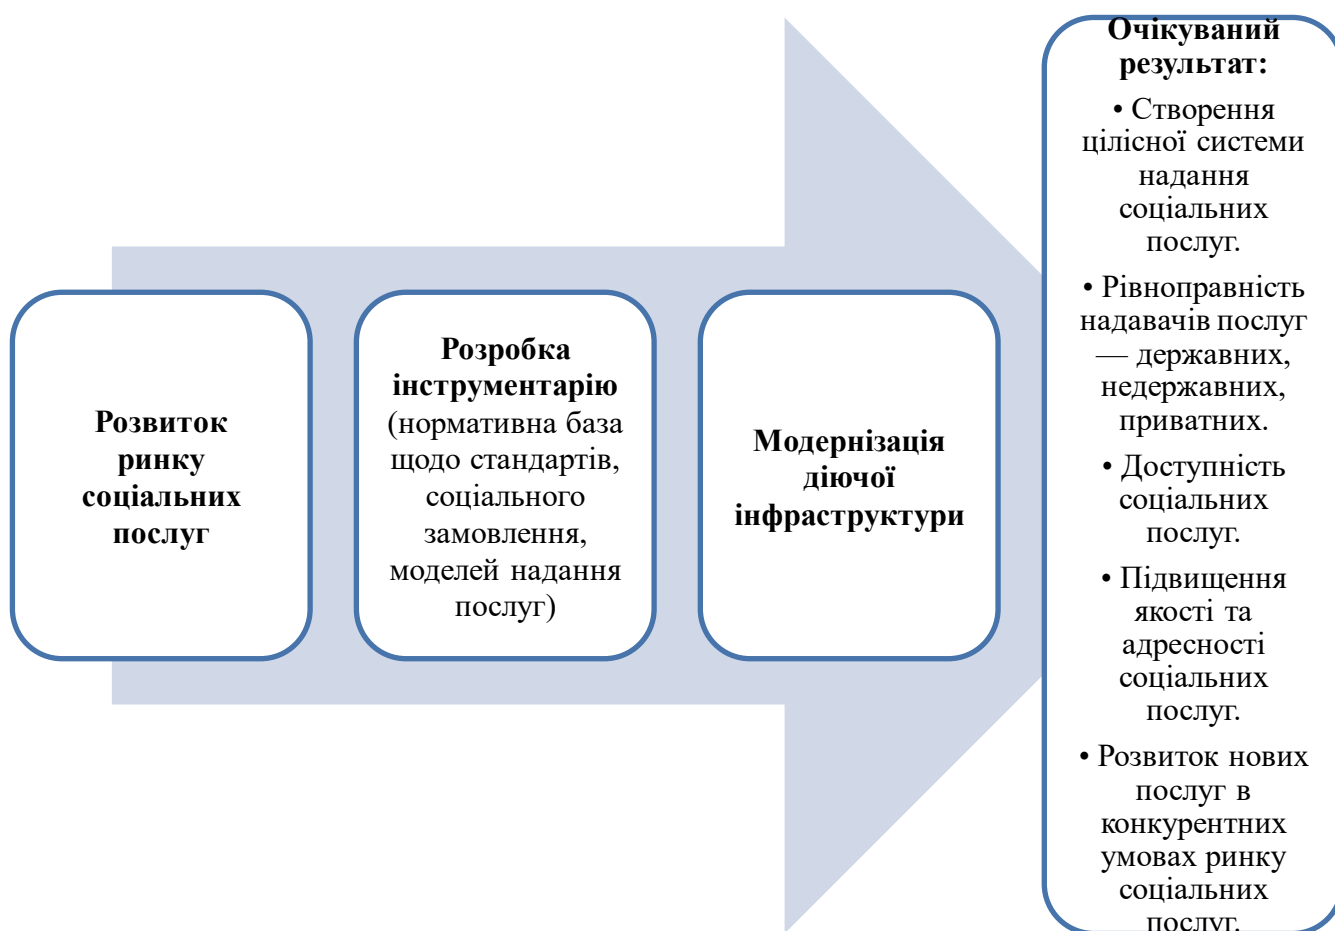 Розвиток
ринку
соціальних
послуг
Розробка
інструментарію
(нормативна база
щодо стандартів,
соціального
замовлення,
моделей надання
послуг)
Модернізація
діючої
інфраструктури
Очікуваний
результат:
• Створення
цілісної системи
надання
соціальних
послуг.
• Рівноправність
надавачів послуг
— державних,
недержавних,
приватних.
• Доступність
соціальних
послуг.
• Підвищення
якості та
адресності
соціальних
послуг.
• Розвиток нових
послуг в
конкурентних
умовах ринку
соціальних
послуг.